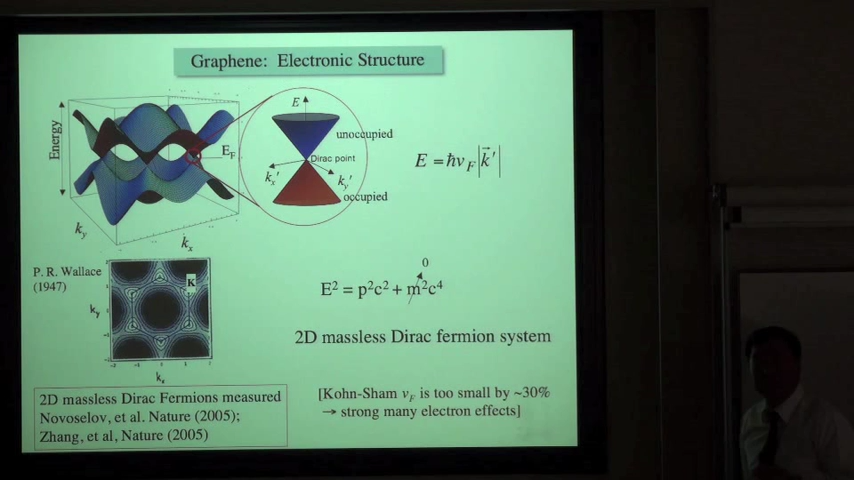 Graphene: Electronic Structure
Energy
E
unoccupied
E_F
Dirac point
k_x'
k_y'
occupied
E = ħv_F|k⃗'|
k_y
k_x
P. R. Wallace
(1947)
K
k_y
k_x
0
E² = p²c² + m²c⁴
2D massless Dirac fermion system
2D massless Dirac Fermions measured
Novoselov, et al. Nature (2005);
Zhang, et al, Nature (2005)
[Kohn-Sham v_F is too small by ~30%
→ strong many electron effects]